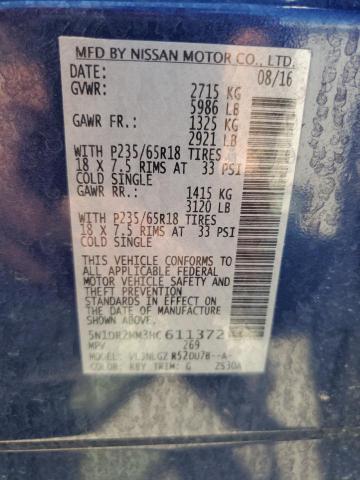 MFD BY NISSAN MOTOR CO., LTD.
DATE: 08/16
GVWR: 2715 KG
5986 LB
GAWR FR.: 1325 KG
2921 LB
WITH P235/65R18 TIRES
18 X 7.5 RIMS AT 33 PSI
COLD SINGLE
GAWR RR.: 1415 KG
3120 LB
WITH P235/65R18 TIRES
18 X 7.5 RIMS AT 33 PSI
COLD SINGLE
THIS VEHICLE CONFORMS TO
ALL APPLICABLE FEDERAL
MOTOR VEHICLE SAFETY
STANDARDS IN EFFECT ON
THE DATE OF MANUFACTURE
SHOWN ABOVE.
5N1DR2MM3HC611372
MPV 269
MODEL: R52DU7B--A-
COLOR: KEY TRIM: G